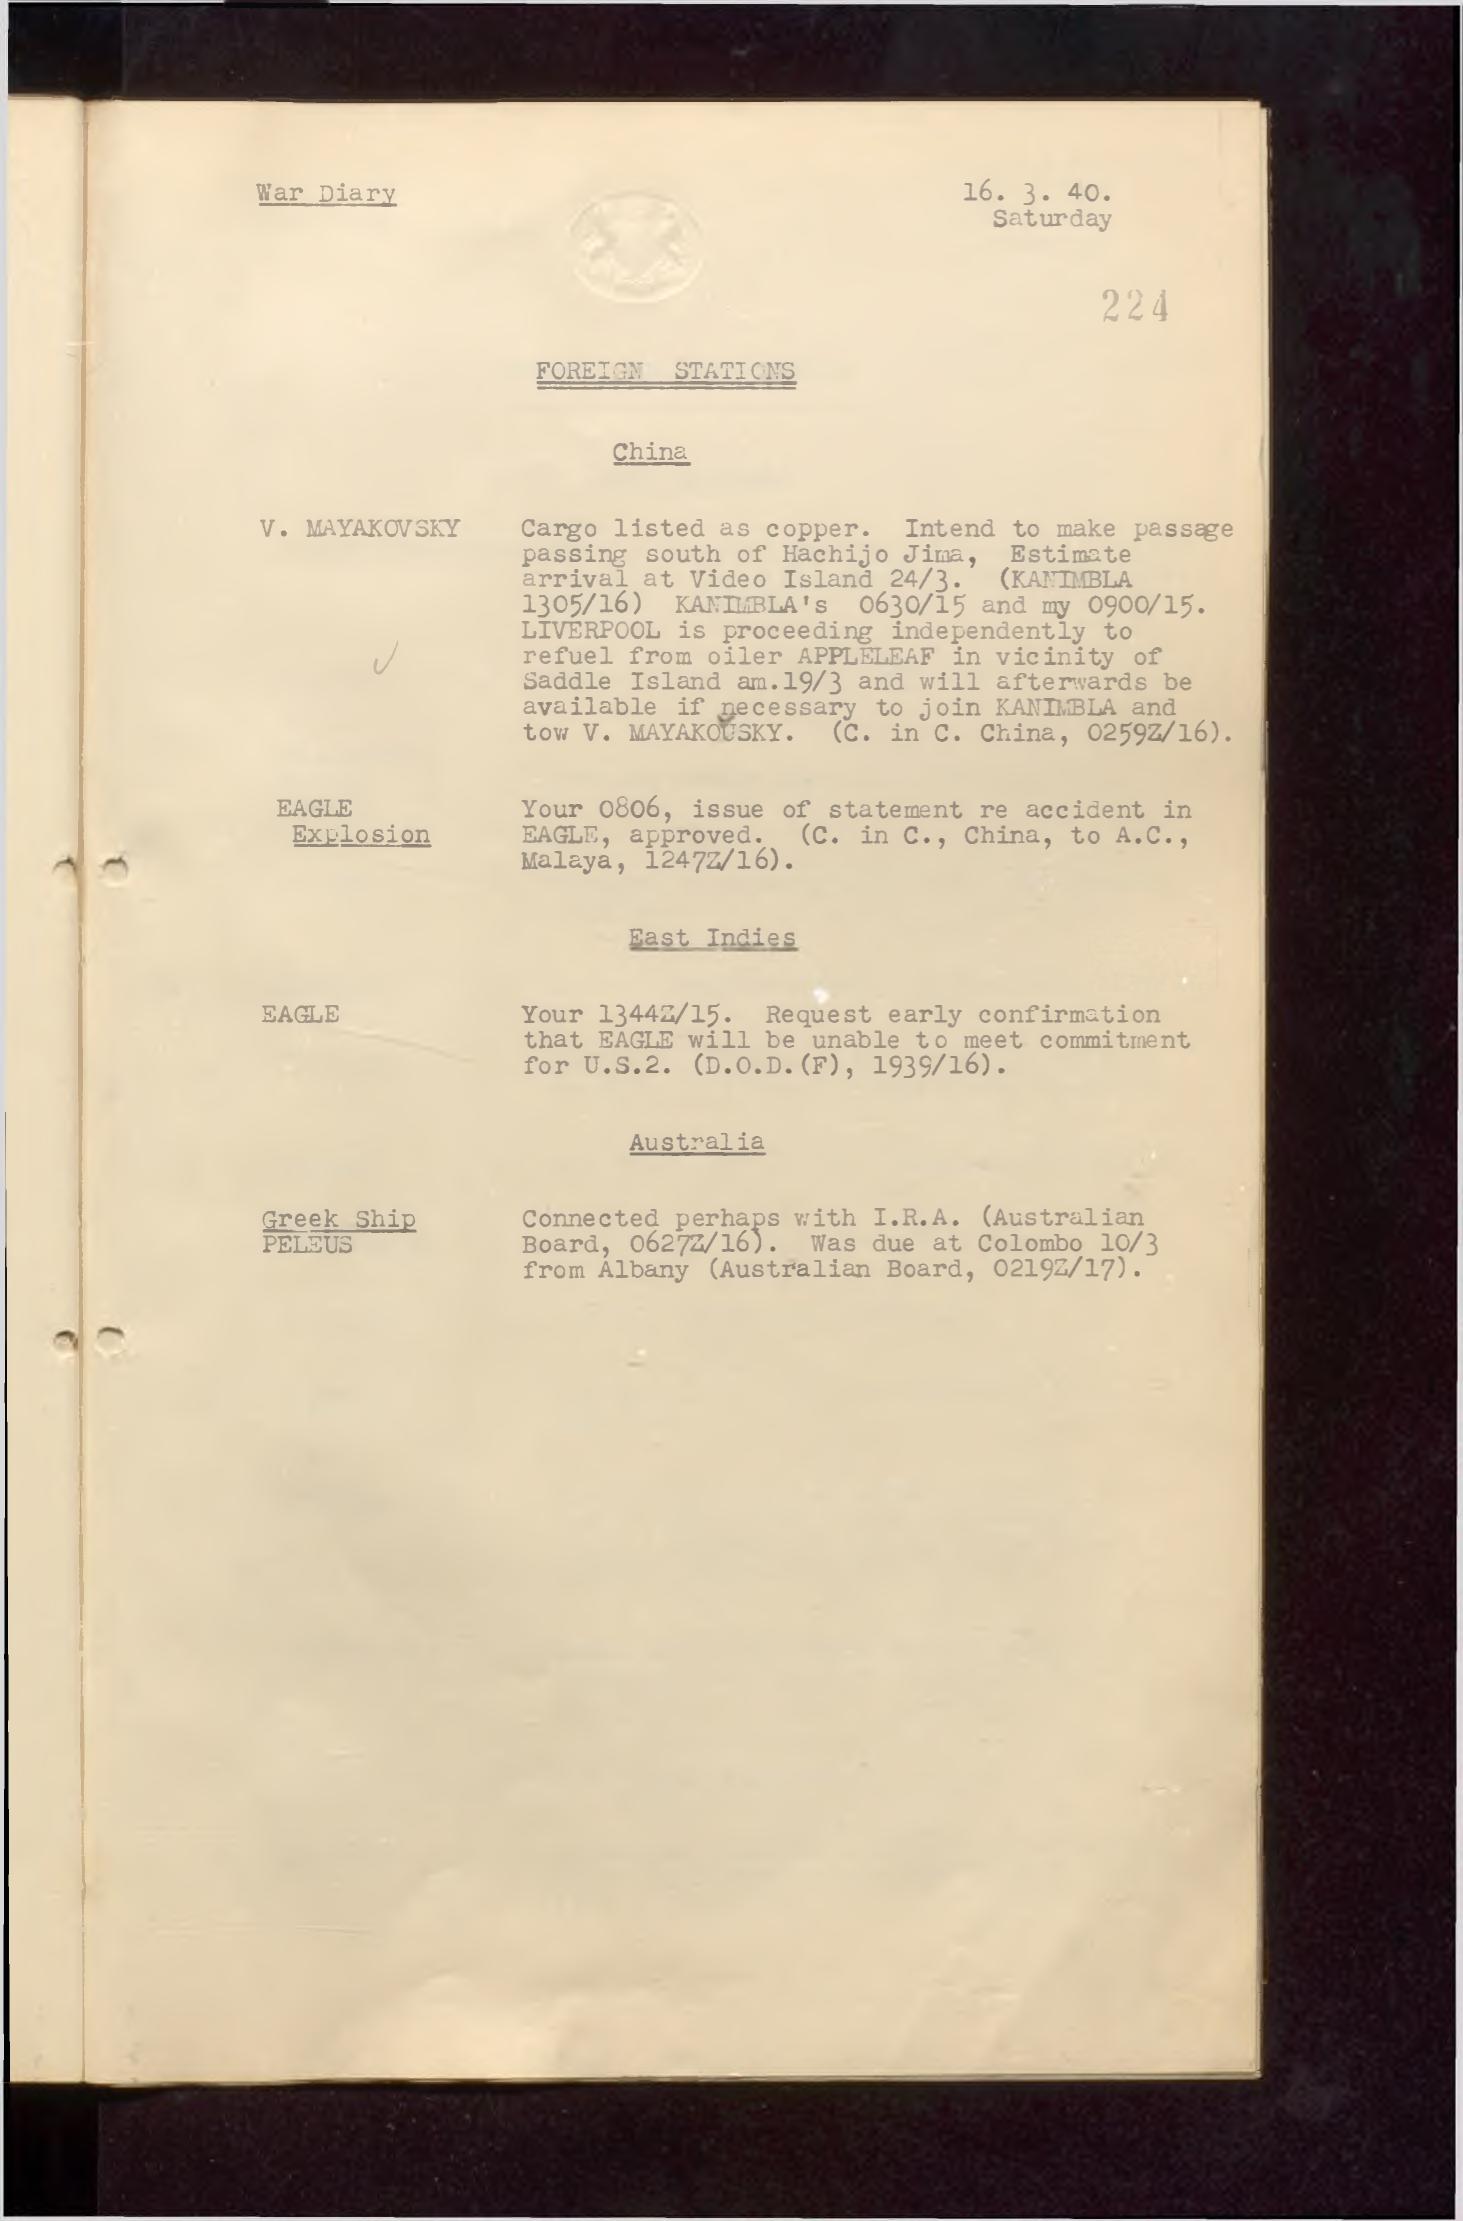 War Diary 16. 3. 40.
Saturday
224
FOREIGN STATIONS
China
V. MAYAKOVSKY Cargo listed as copper. Intend to make passage
passing south of Hachijo Jima, Estimate
arrival at Video Island 24/3. (KANIMBLA
1305/16) KANIMBLA's 0630/15 and my 0900/15.
LIVERPOOL is proceeding independently to
refuel from oiler APPLELEAF in vicinity of
Saddle Island am.19/3 and will afterwards be
available if necessary to join KANIMBLA and
tow V. MAYAKOUSKY. (C. in C. China, 0259Z/16).
EAGLE Your 0806, issue of statement re accident in
Explosion EAGLE, approved. (C. in C., China, to A.C.,
Malaya, 1247Z/16).
East Indies
EAGLE Your 1344Z/15. Request early confirmation
that EAGLE will be unable to meet commitment
for U.S.2. (D.O.D.(F), 1939/16).
Australia
Greek Ship Connected perhaps with I.R.A. (Australian
PELEUS Board, 0627Z/16). Was due at Colombo 10/3
from Albany (Australian Board, 0219Z/17).